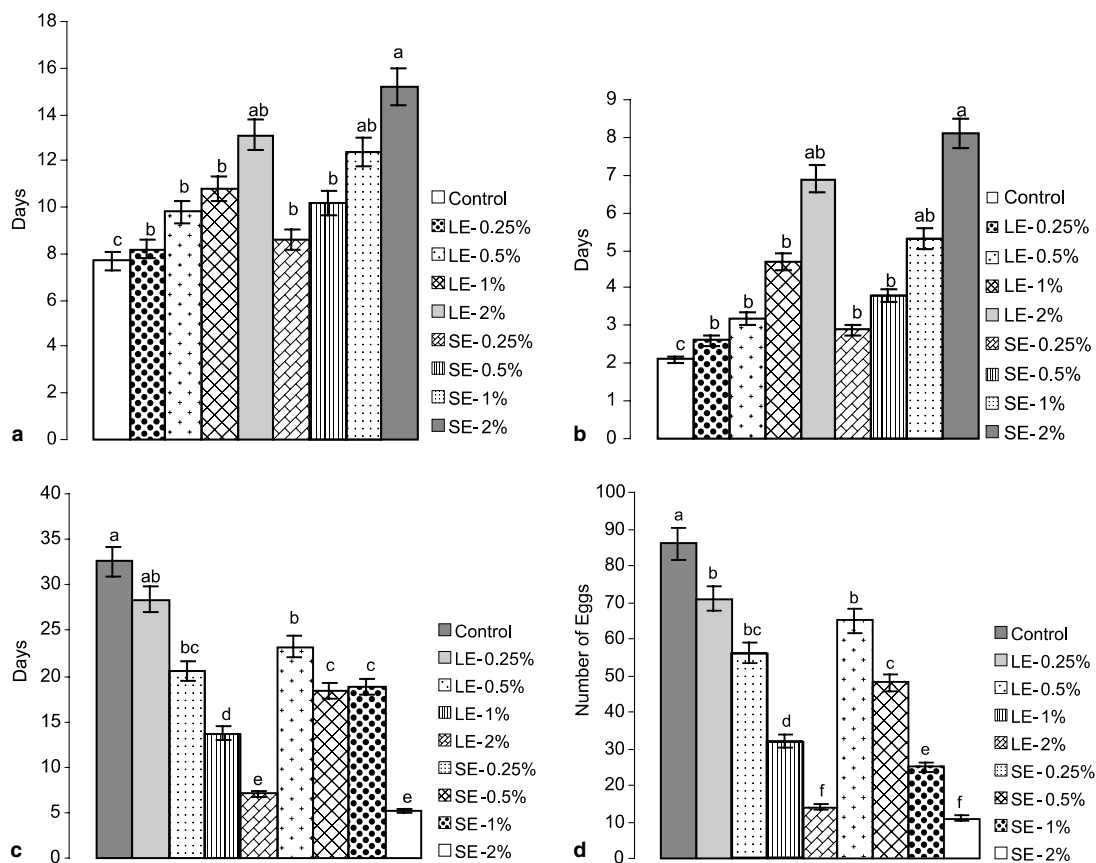 18
16
14
12
10
8
6
4
2
0
Days
c
b
b
b
ab
b
b
ab
a
Control
LE-0.25%
LE-0.5%
LE-1%
LE-2%
SE-0.25%
SE-0.5%
SE-1%
SE-2%
a
9
8
7
6
5
4
3
2
1
0
Days
c
b
b
b
ab
b
b
ab
a
Control
LE-0.25%
LE-0.5%
LE-1%
LE-2%
SE-0.25%
SE-0.5%
SE-1%
SE-2%
b
40
35
30
25
20
15
10
5
0
Days
a
ab
bc
d
e
b
c
c
e
Control
LE-0.25%
LE-0.5%
LE-1%
LE-2%
SE-0.25%
SE-0.5%
SE-1%
SE-2%
c
100
90
80
70
60
50
40
30
20
10
0
Number of Eggs
a
b
bc
d
f
b
c
e
f
Control
LE-0.25%
LE-0.5%
LE-1%
LE-2%
SE-0.25%
SE-0.5%
SE-1%
SE-2%
d